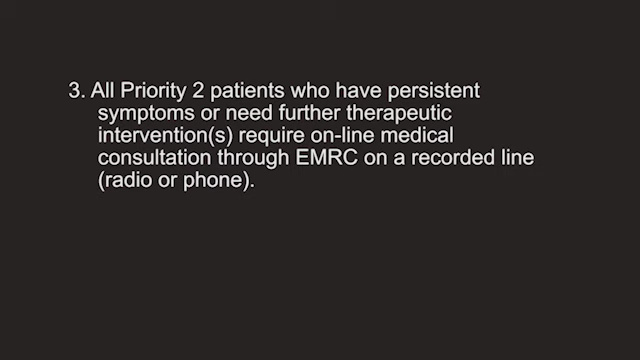 3. All Priority 2 patients who have persistent
symptoms or need further therapeutic
intervention(s) require on-line medical
consultation through EMRC on a recorded line
(radio or phone).